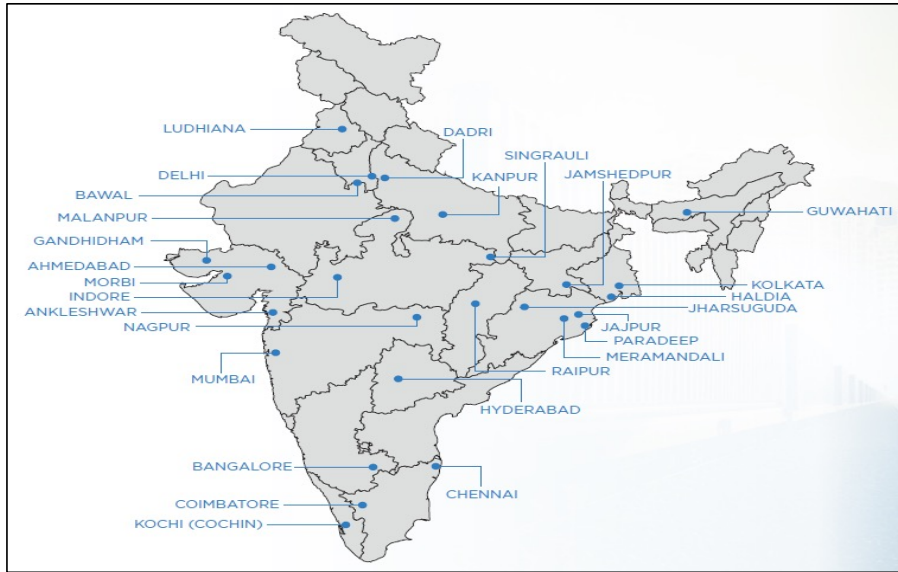 LUDHIANA
DADRI
SINGRAULI
DELHI
KANPUR
JAMSHEDPUR
BAWAL
MALANPUR
GUWAHATI
GANDHIDHAM
AHMEDABAD
MORBI
KOLKATA
INDORE
HALDIA
ANKLESHWAR
JHARSUGUDA
NAGPUR
JAJPUR
PARADEEP
MERAMANDALI
MUMBAI
RAIPUR
HYDERABAD
BANGALORE
CHENNAI
COIMBATORE
KOCHI (COCHIN)